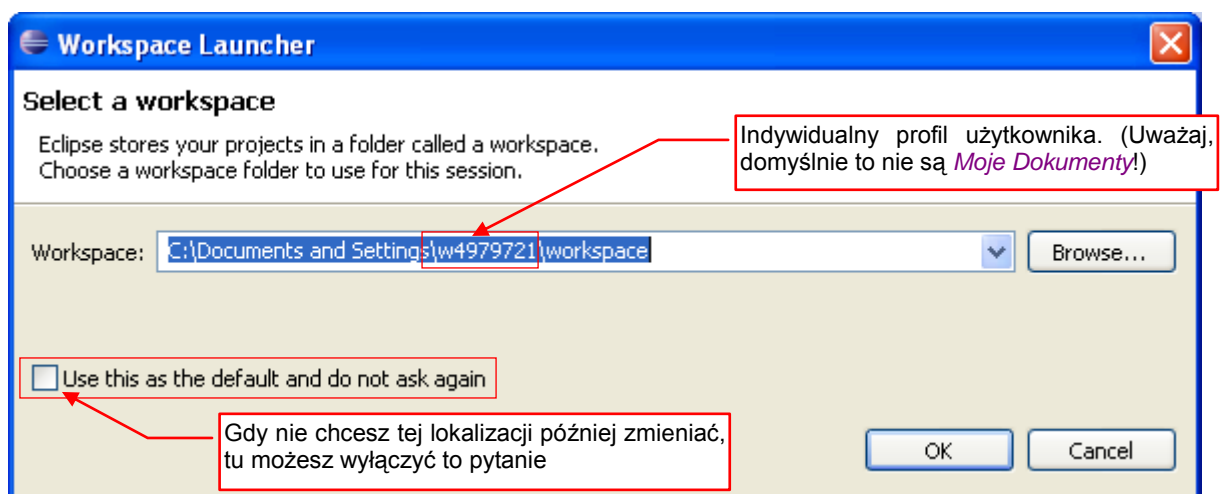 Workspace Launcher
Select a workspace
Eclipse stores your projects in a folder called a workspace.
Choose a workspace folder to use for this session.
Indywidualny profil użytkownika. (Uważaj,
domyślnie to nie są Moje Dokumenty!)
Workspace: C:\Documents and Settings\w4979721\workspace Browse...
Use this as the default and do not ask again
Gdy nie chcesz tej lokalizacji później zmieniać,
tu możesz wyłączyć to pytanie
OK Cancel